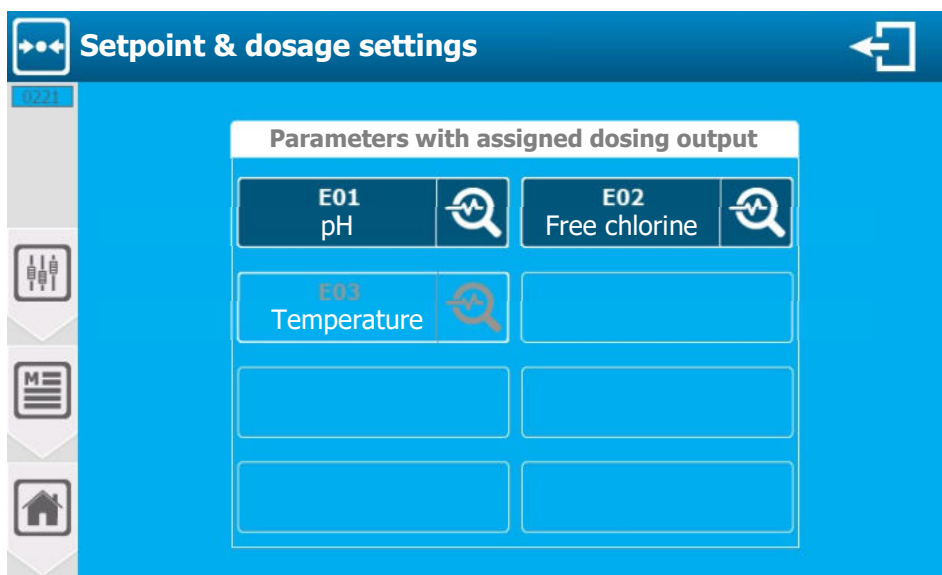 Setpoint & dosage settings
0221
Parameters with assigned dosing output
E01
pH
E02
Free chlorine
E03
Temperature
M